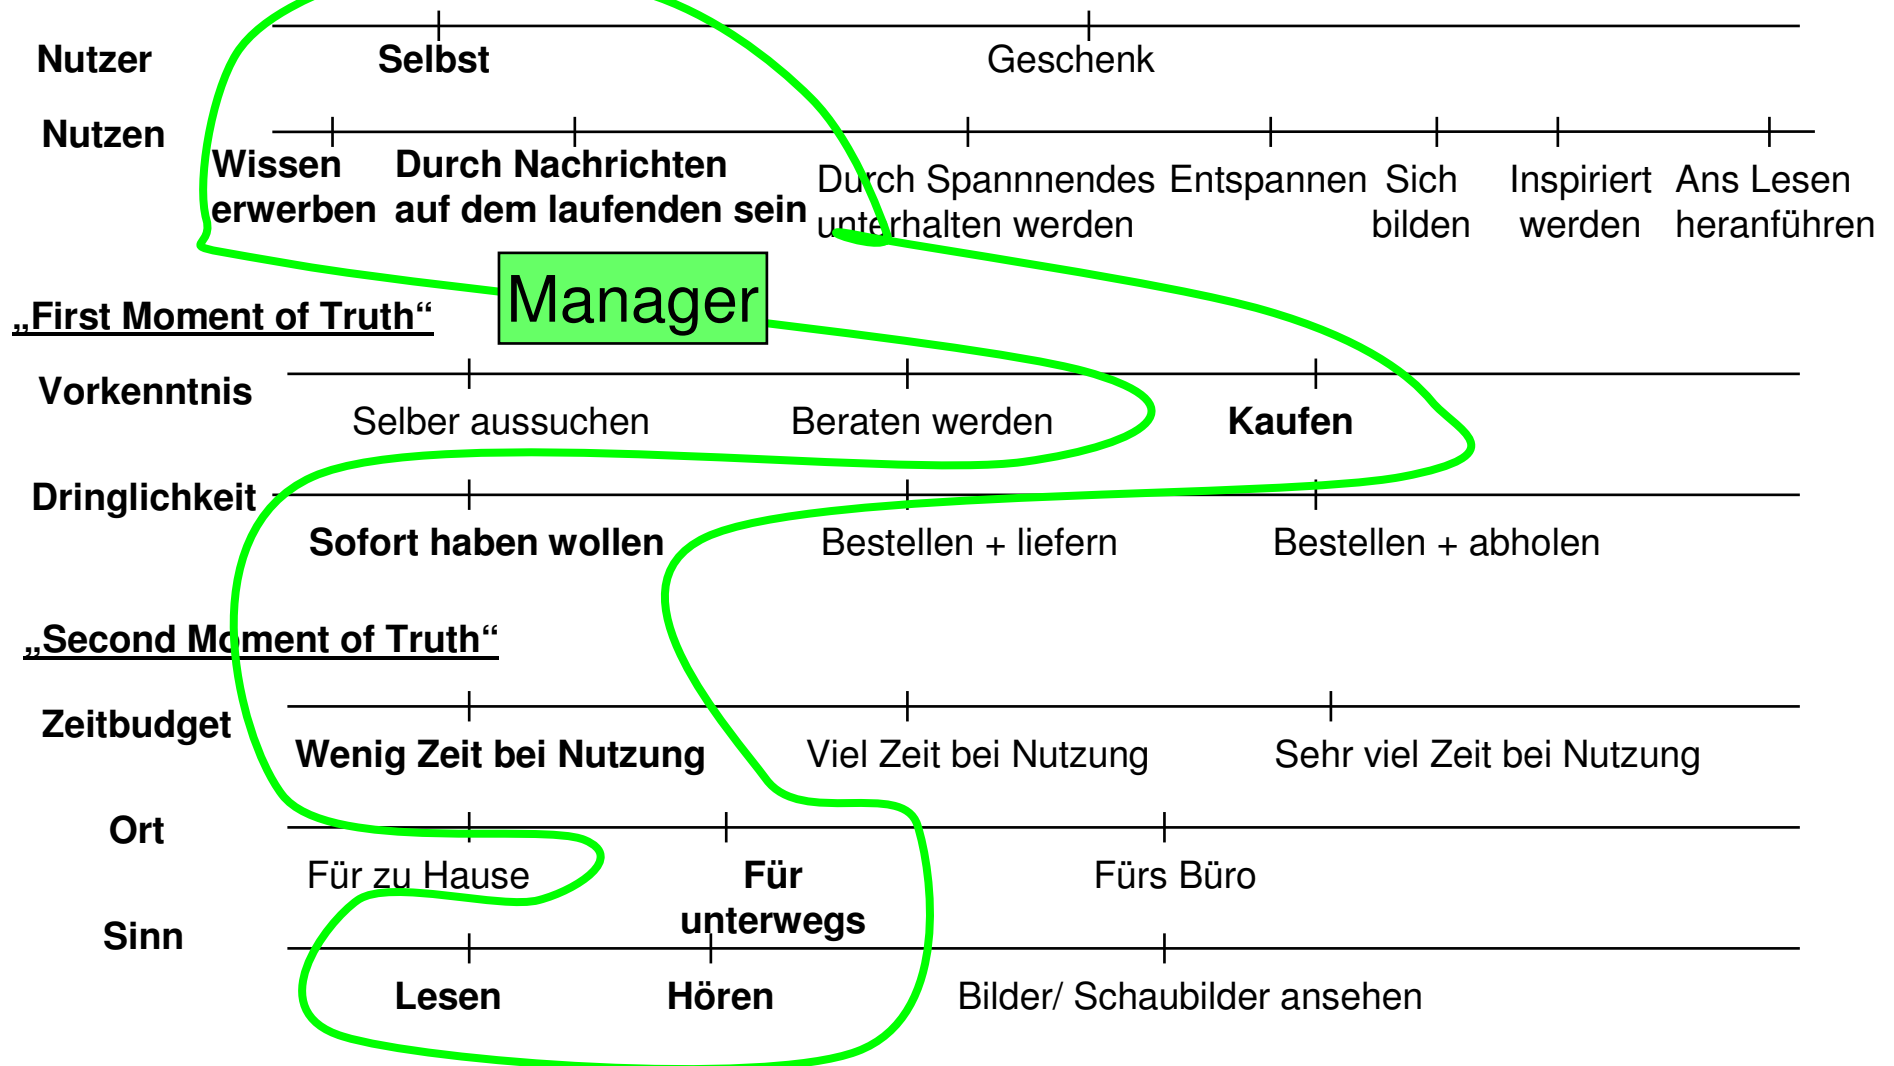 Nutzer Selbst Geschenk
Nutzen
Wissen Durch Nachrichten
erwerben auf dem laufenden sein
Durch Spannnendes Entspannen Sich Inspiriert Ans Lesen
unterhalten werden bilden werden heranführen
Manager
„First Moment of Truth“
Vorkenntnis
Selber aussuchen Beraten werden Kaufen
Dringlichkeit
Sofort haben wollen Bestellen + liefern Bestellen + abholen
„Second Moment of Truth“
Zeitbudget
Wenig Zeit bei Nutzung Viel Zeit bei Nutzung Sehr viel Zeit bei Nutzung
Ort
Für zu Hause Für Fürs Büro
unterwegs
Sinn
Lesen Hören Bilder/ Schaubilder ansehen